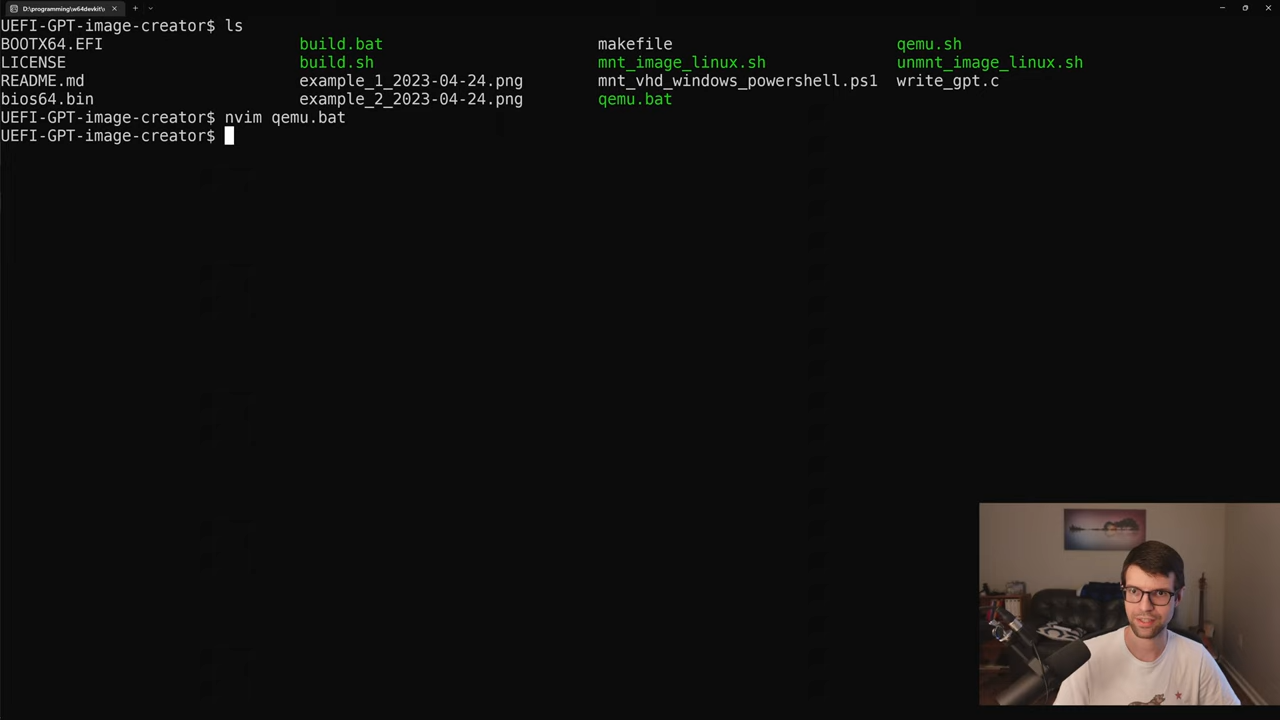 D:\programming\w64devkit\
UEFI-GPT-image-creator$ ls
BOOTX64.EFI build.bat makefile qemu.sh
LICENSE build.sh mnt_image_linux.sh unmnt_image_linux.sh
README.md example_1_2023-04-24.png mnt_vhd_windows_powershell.ps1 write_gpt.c
bios64.bin example_2_2023-04-24.png qemu.bat
UEFI-GPT-image-creator$ nvim qemu.bat
UEFI-GPT-image-creator$